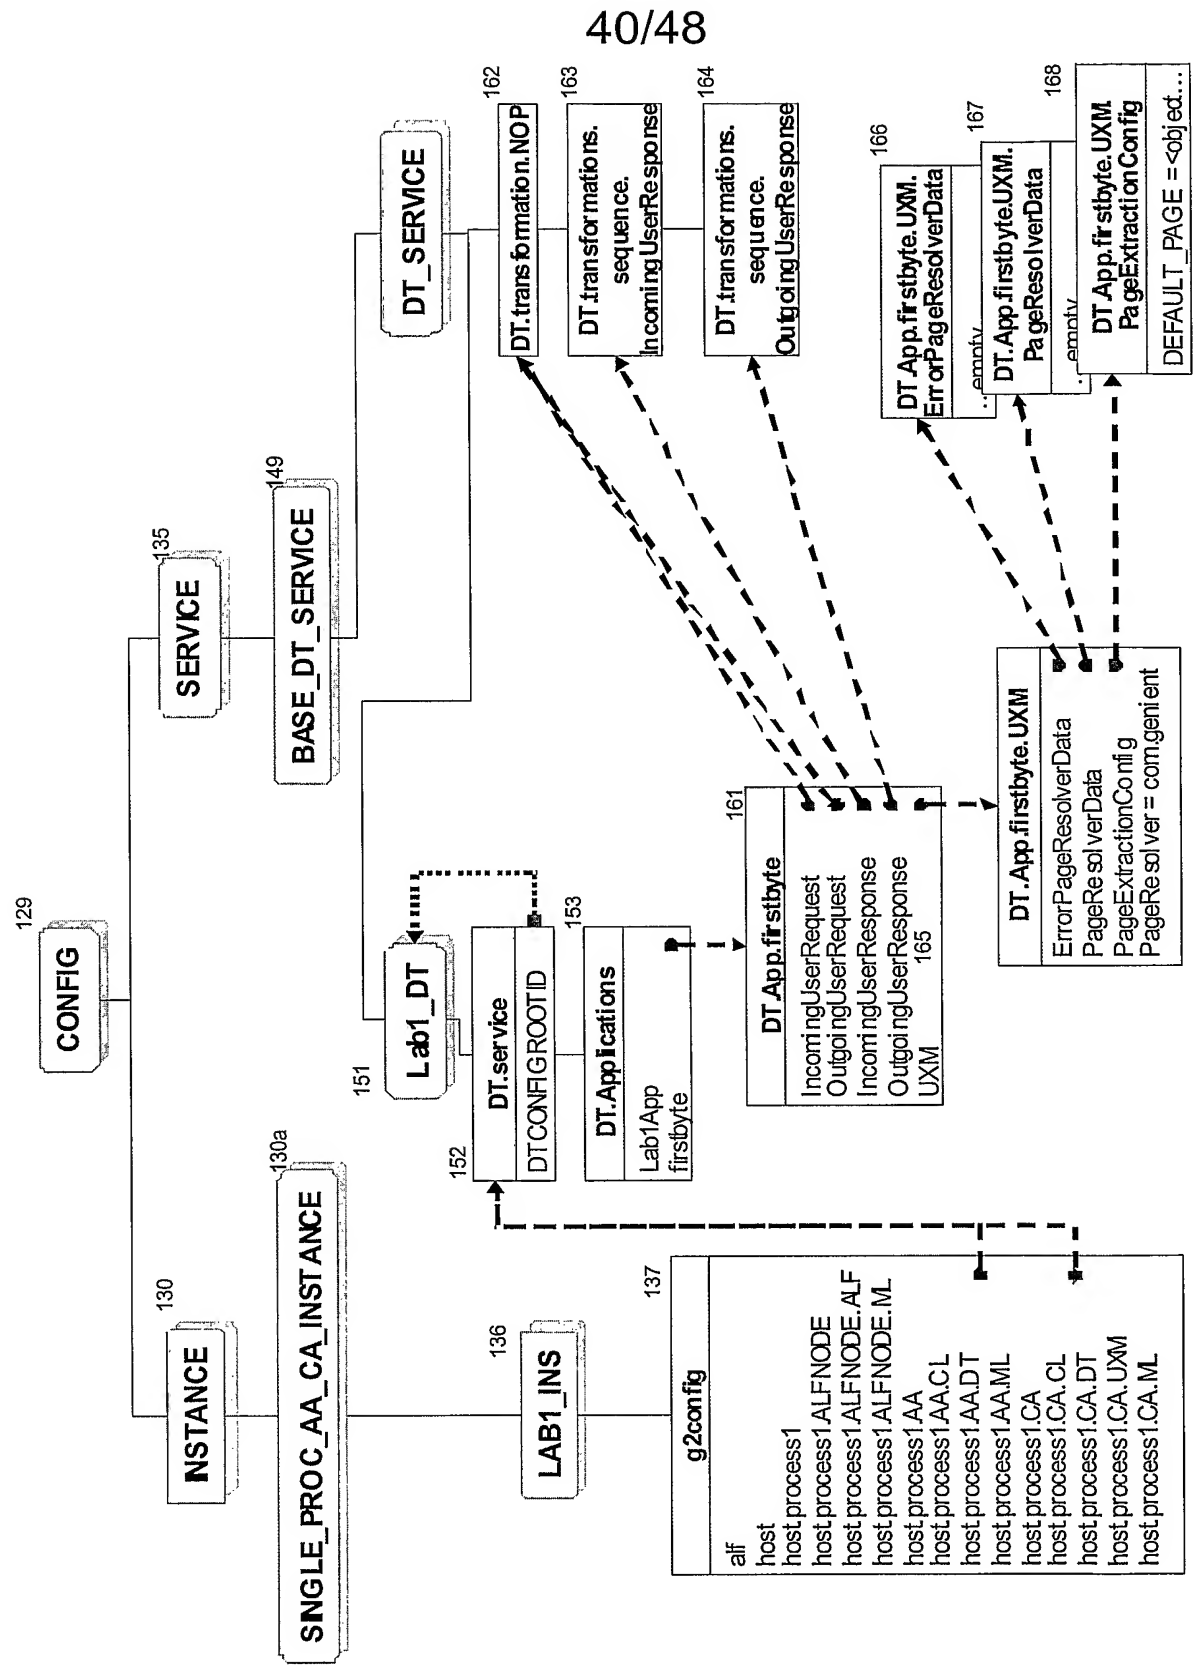 40/48
129
CONFIG
130
INSTANCE
130a
SINGLE_PROC_AA_CA_INSTANCE
136
LAB1_INS
137
g2config
alf
host
host.process1
host.process1.ALFNODE
host.process1.ALFNODE.ALF
host.process1.ALFNODE.ML
host.process1.AA
host.process1.AA.CL
host.process1.AA.DT
host.process1.AA.ML
host.process1.CA
host.process1.CA.CL
host.process1.CA.DT
host.process1.CA.UXM
host.process1.CA.ML
135
SERVICE
149
BASE_DT_SERVICE
DT_SERVICE
151
Lab1_DT
152
DT.service
DTCONFIGROOTID
153
DT.Applications
Lab1App
firstbyte
161
DT.App.firstbyte
IncomingUserRequest
OutgoingUserRequest
IncomingUserResponse
OutgoingUserResponse
UXM
165
DT.App.firstbyte.UXM
ErrorPageResolverData
PageResolverData
PageExtractionConfig
PageResolver = com.genient
162
DT.transformation.NOP
163
DT.transformations.
sequence.
IncomingUserResponse
164
DT.transformations.
sequence.
OutgoingUserResponse
166
DT.App.firstbyte.UXM.
ErrorPageResolverData
...empty
167
DT.App.firstbyte.UXM.
PageResolverData
...empty
168
DT.App.firstbyte.UXM.
PageExtractionConfig
DEFAULT_PAGE = <object...